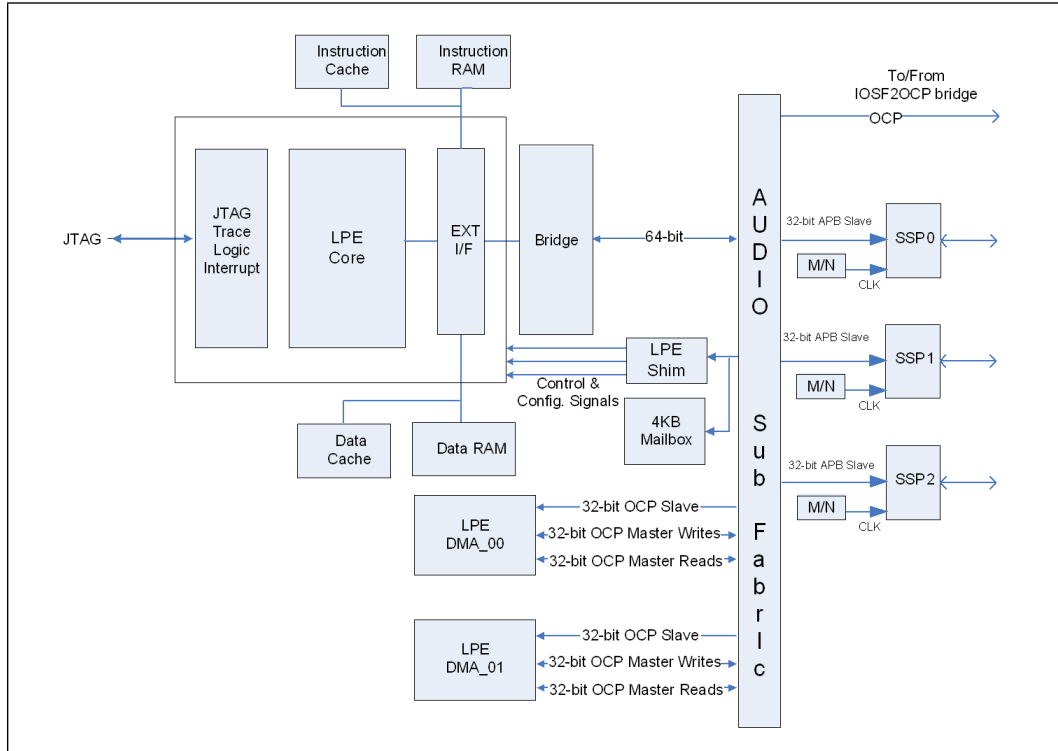 Instruction
Cache
Instruction
RAM
To/From
IOSF2OCP bridge
OCP
JTAG
JTAG
Trace
Logic
Interrupt
LPE
Core
EXT
I/F
Bridge
64-bit
AUDIO Sub FabrIc
32-bit APB Slave
SSP0
M/N
CLK
32-bit APB Slave
SSP1
M/N
CLK
32-bit APB Slave
SSP2
M/N
CLK
LPE
Shim
Control &
Config. Signals
4KB
Mailbox
Data
Cache
Data RAM
LPE
DMA_00
32-bit OCP Slave
32-bit OCP Master Writes
32-bit OCP Master Reads
LPE
DMA_01
32-bit OCP Slave
32-bit OCP Master Writes
32-bit OCP Master Reads